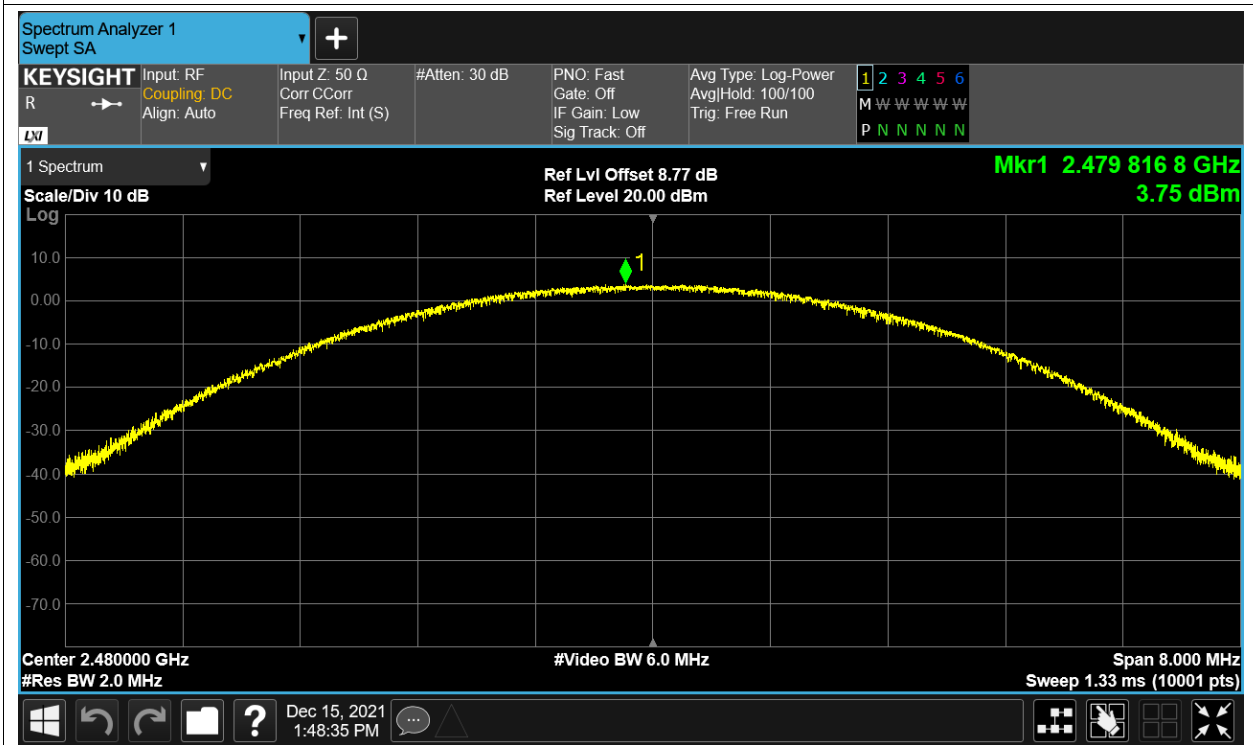 Spectrum Analyzer 1
Swept SA
KEYSIGHT
R
LXI
Input: RF
Coupling: DC
Align: Auto
Input Z: 50 Ω
Corr CCorr
Freq Ref: Int (S)
#Atten: 30 dB
PNO: Fast
Gate: Off
IF Gain: Low
Sig Track: Off
Avg Type: Log-Power
Avg|Hold: 100/100
Trig: Free Run
1 2 3 4 5 6
M W W W W W
P N N N N N
1 Spectrum
Scale/Div 10 dB
Log
Ref Lvl Offset 8.77 dB
Ref Level 20.00 dBm
Mkr1 2.479 816 8 GHz
3.75 dBm
1
10.0
0.00
-10.0
-20.0
-30.0
-40.0
-50.0
-60.0
-70.0
Center 2.480000 GHz
#Res BW 2.0 MHz
#Video BW 6.0 MHz
Span 8.000 MHz
Sweep 1.33 ms (10001 pts)
?
Dec 15, 2021
1:48:35 PM